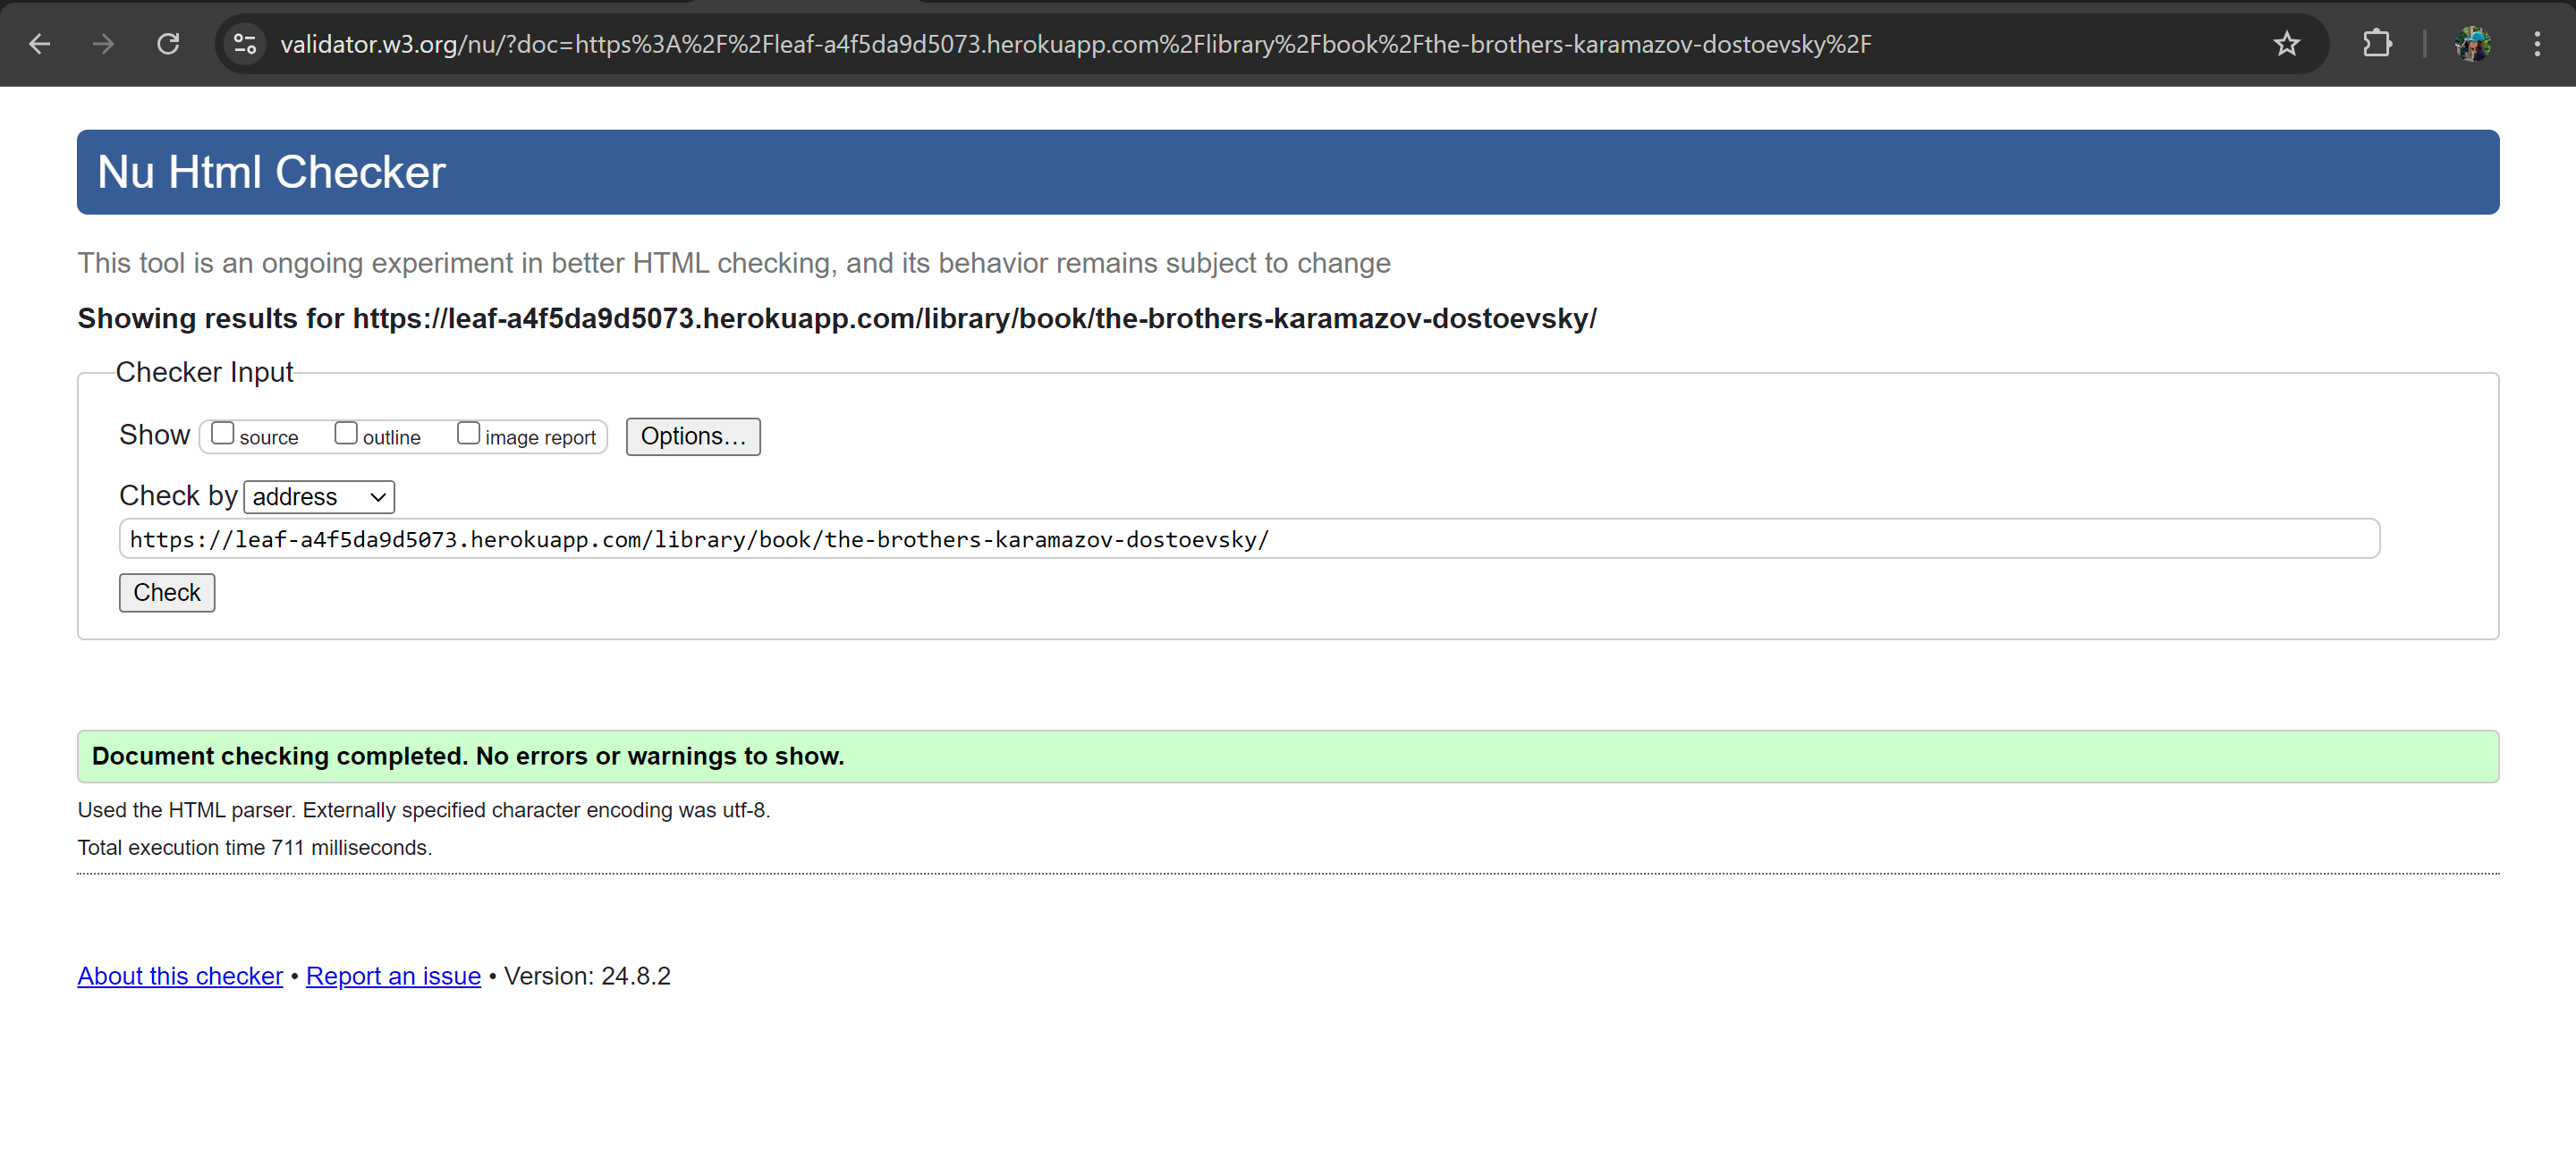 validator.w3.org/nu/?doc=https%3A%2F%2Fleaf-a4f5da9d5073.herokuapp.com%2Flibrary%2Fbook%2Fthe-brothers-karamazov-dostoevsky%2F
Nu Html Checker
This tool is an ongoing experiment in better HTML checking, and its behavior remains subject to change
Showing results for https://leaf-a4f5da9d5073.herokuapp.com/library/book/the-brothers-karamazov-dostoevsky/
Checker Input
Show source outline image report Options…
Check by address
https://leaf-a4f5da9d5073.herokuapp.com/library/book/the-brothers-karamazov-dostoevsky/
Check
Document checking completed. No errors or warnings to show.
Used the HTML parser. Externally specified character encoding was utf-8.
Total execution time 711 milliseconds.
About this checker • Report an issue • Version: 24.8.2